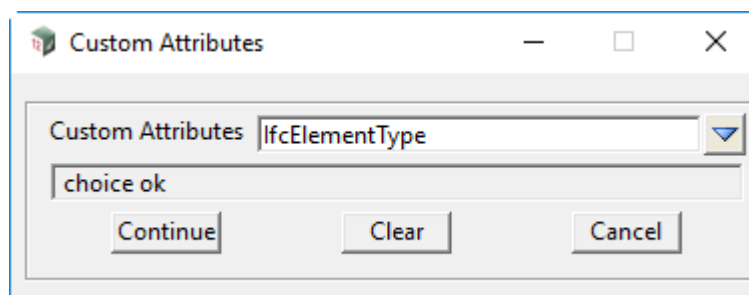 Custom Attributes
Custom Attributes IfcElementType
choice ok
Continue Clear Cancel